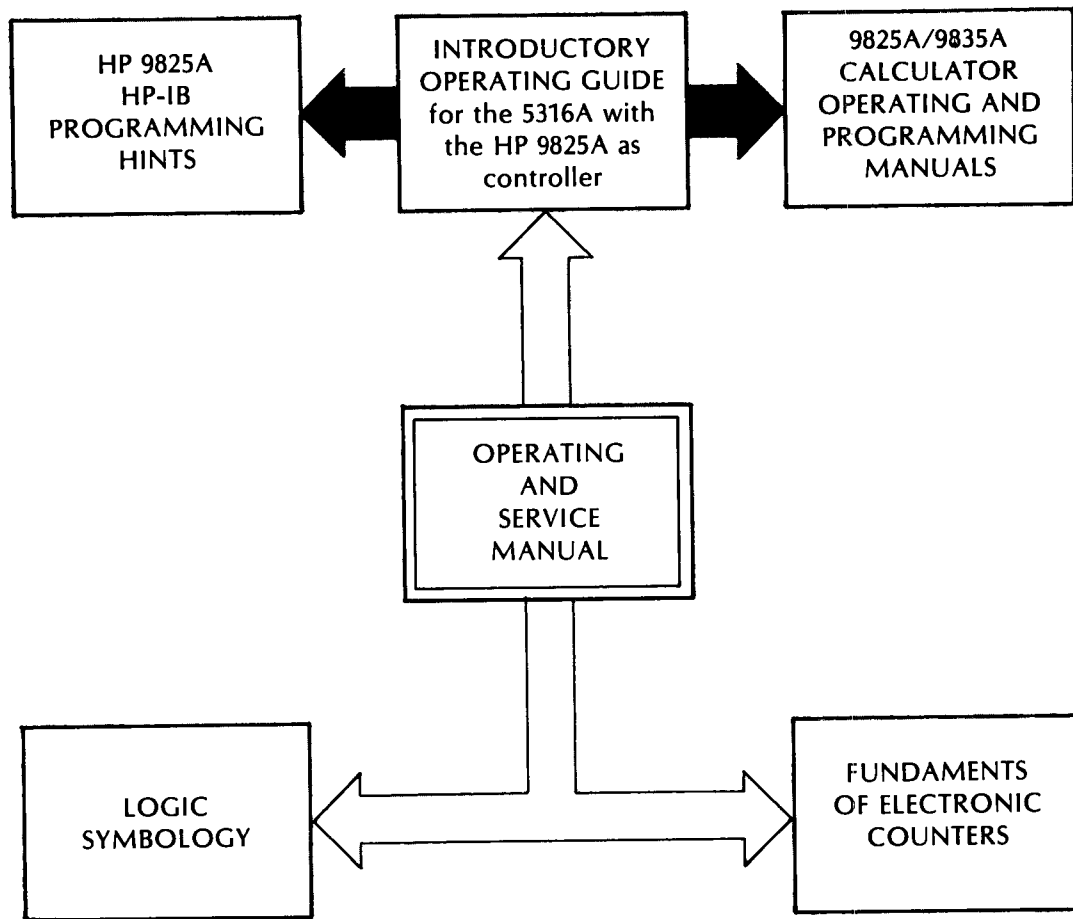 HP 9825A
HP-IB
PROGRAMMING
HINTS
INTRODUCTORY
OPERATING GUIDE
for the 5316A with
the HP 9825A as
controller
9825A/9835A
CALCULATOR
OPERATING AND
PROGRAMMING
MANUALS
OPERATING
AND
SERVICE
MANUAL
LOGIC
SYMBOLOGY
FUNDAMENTS
OF ELECTRONIC
COUNTERS